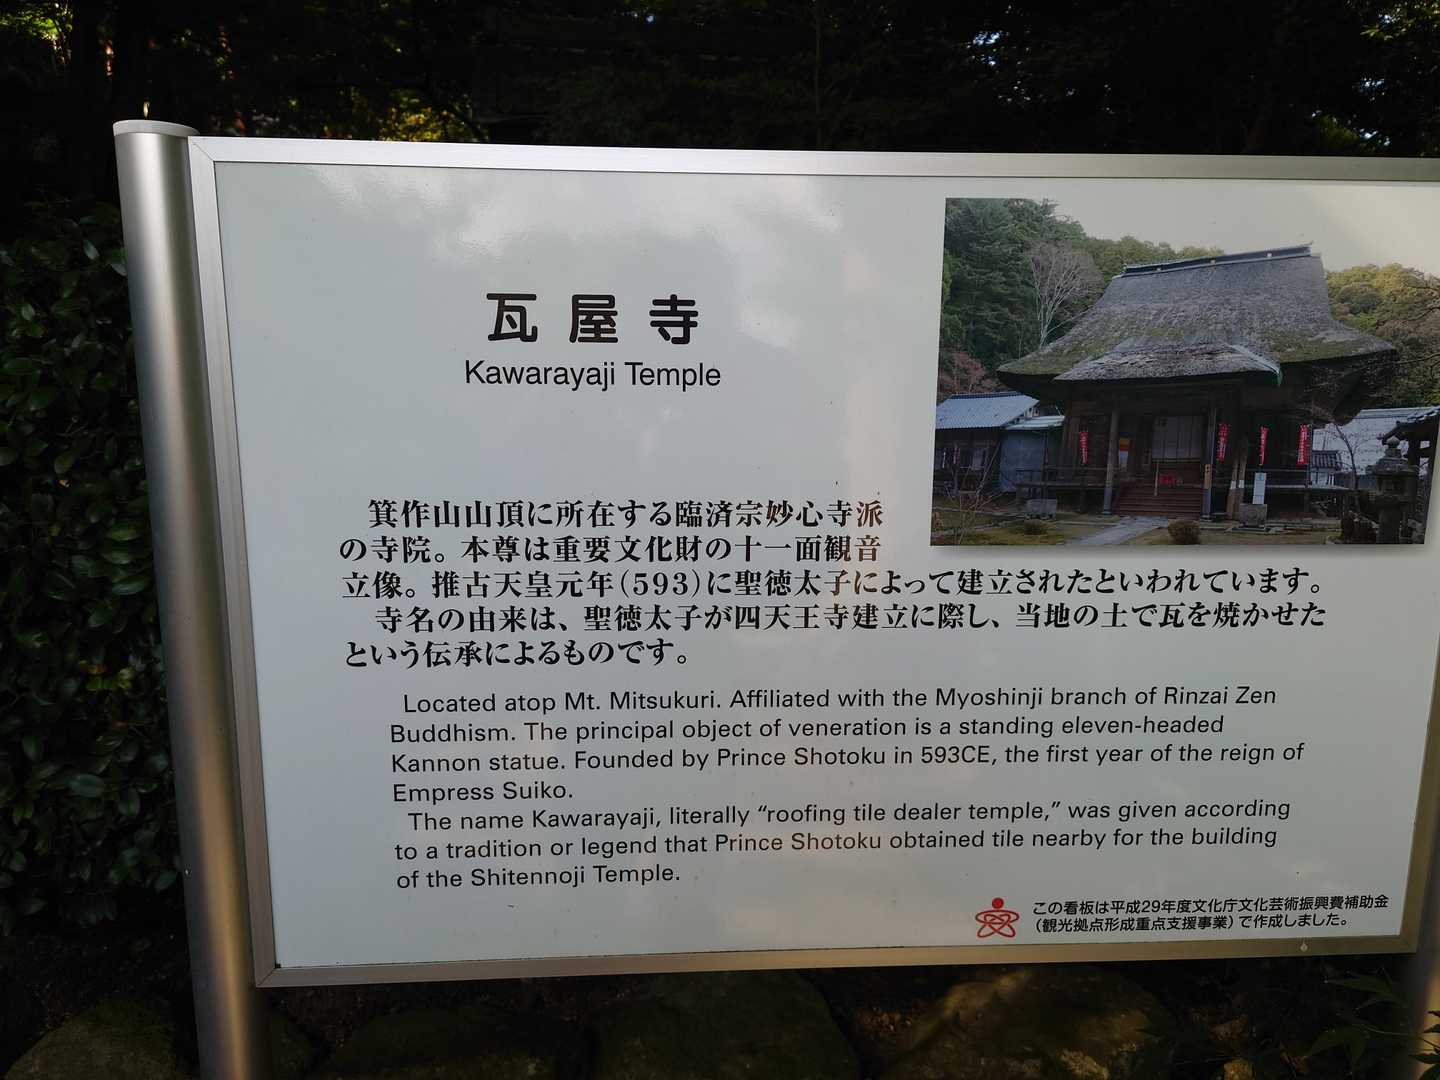 瓦屋寺
Kawarayaji Temple
箕作山山頂に所在する臨済宗妙心寺派
の寺院。本尊は重要文化財の十一面観音
立像。推古天皇元年(593)に聖徳太子によって建立されたといわれています。
寺名の由来は、聖徳太子が四天王寺建立に際し、当地の土で瓦を焼かせた
という伝承によるものです。
Located atop Mt. Mitsukuri. Affiliated with the Myoshinji branch of Rinzai Zen
Buddhism. The principal object of veneration is a standing eleven-headed
Kannon statue. Founded by Prince Shotoku in 593CE, the first year of the reign of
Empress Suiko.
The name Kawarayaji, literally “roofing tile dealer temple,” was given according
to a tradition or legend that Prince Shotoku obtained tile nearby for the building
of the Shitennoji Temple.
この看板は平成29年度文化庁文化芸術振興費補助金
(観光拠点形成重点支援事業)で作成しました。